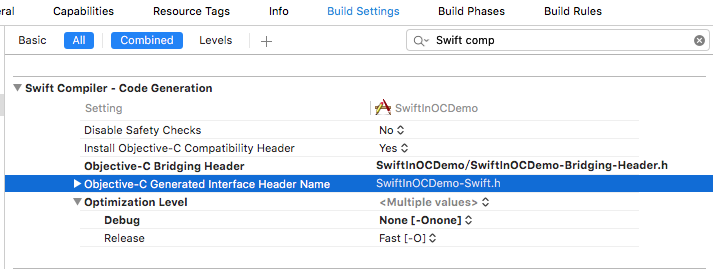 eral Capabilities Resource Tags Info Build Settings Build Phases Build Rules
Basic All Combined Levels + Swift comp
Swift Compiler - Code Generation
Setting SwiftInOCDemo
Disable Safety Checks No
Install Objective-C Compatibility Header Yes
Objective-C Bridging Header SwiftInOCDemo/SwiftInOCDemo-Bridging-Header.h
Objective-C Generated Interface Header Name SwiftInOCDemo-Swift.h
Optimization Level <Multiple values>
Debug None [-Onone]
Release Fast [-O]